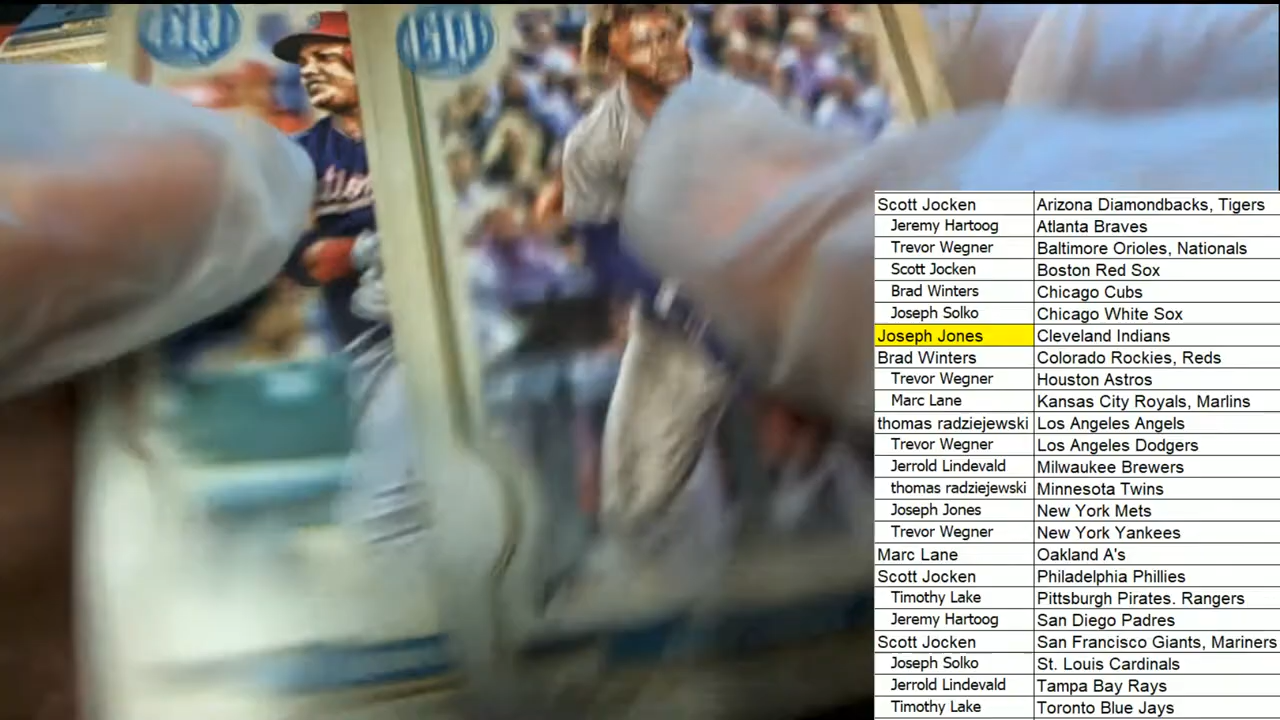 Scott Jocken Arizona Diamondbacks, Tigers
Jeremy Hartoog Atlanta Braves
Trevor Wegner Baltimore Orioles, Nationals
Scott Jocken Boston Red Sox
Brad Winters Chicago Cubs
Joseph Solko Chicago White Sox
Joseph Jones Cleveland Indians
Brad Winters Colorado Rockies, Reds
Trevor Wegner Houston Astros
Marc Lane Kansas City Royals, Marlins
thomas radziejewski Los Angeles Angels
Trevor Wegner Los Angeles Dodgers
Jerrold Lindevald Milwaukee Brewers
thomas radziejewski Minnesota Twins
Joseph Jones New York Mets
Trevor Wegner New York Yankees
Marc Lane Oakland A's
Scott Jocken Philadelphia Phillies
Timothy Lake Pittsburgh Pirates. Rangers
Jeremy Hartoog San Diego Padres
Scott Jocken San Francisco Giants, Mariners
Joseph Solko St. Louis Cardinals
Jerrold Lindevald Tampa Bay Rays
Timothy Lake Toronto Blue Jays